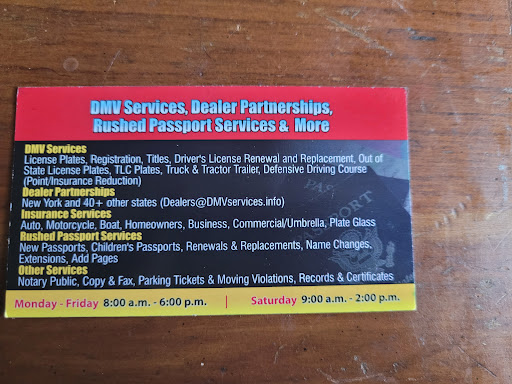 DMV Services, Dealer Partnerships,
Rushed Passport Services & More
DMV Services
License Plates, Registration, Titles, Driver's License Renewal and Replacement, Out of
State License Plates, TLC Plates, Truck & Tractor Trailer, Defensive Driving Course
(Point/Insurance Reduction)
Dealer Partnerships
New York and 40+ other states (Dealers@DMVservices.info)
Insurance Services
Auto, Motorcycle, Boat, Homeowners, Business, Commercial/Umbrella, Plate Glass
Rushed Passport Services
New Passports, Children's Passports, Renewals & Replacements, Name Changes,
Extensions, Add Pages
Other Services
Notary Public, Copy & Fax, Parking Tickets & Moving Violations, Records & Certificates
Monday - Friday 8:00 a.m. - 6:00 p.m. | Saturday 9:00 a.m. - 2:00 p.m.